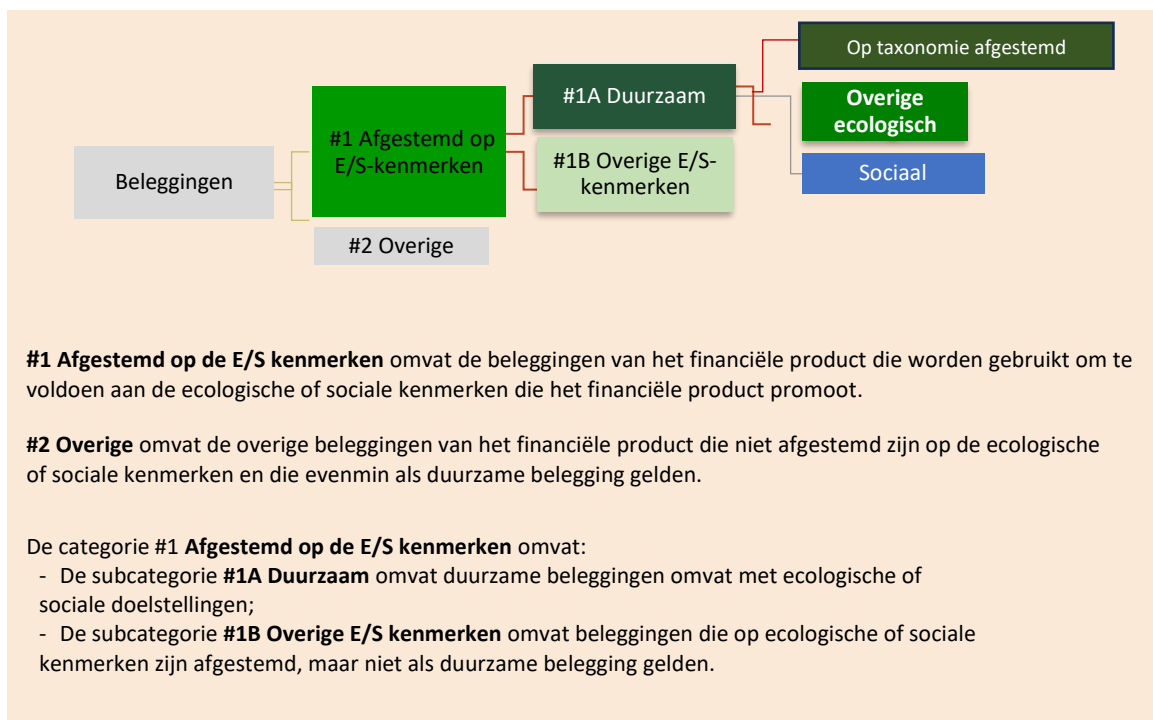 Op taxonomie afgestemd
#1A Duurzaam
Overige
ecologisch
#1 Afgestemd op
E/S-kenmerken
#1B Overige E/S-
kenmerken
Sociaal
Beleggingen
#2 Overige
#1 Afgestemd op de E/S kenmerken omvat de beleggingen van het financiële product die worden gebruikt om te
voldoen aan de ecologische of sociale kenmerken die het financiële product promoot.
#2 Overige omvat de overige beleggingen van het financiële product die niet afgestemd zijn op de ecologische
of sociale kenmerken en die evenmin als duurzame belegging gelden.
De categorie #1 Afgestemd op de E/S kenmerken omvat:
- De subcategorie #1A Duurzaam omvat duurzame beleggingen omvat met ecologische of
sociale doelstellingen;
- De subcategorie #1B Overige E/S kenmerken omvat beleggingen die op ecologische of sociale
kenmerken zijn afgestemd, maar niet als duurzame belegging gelden.